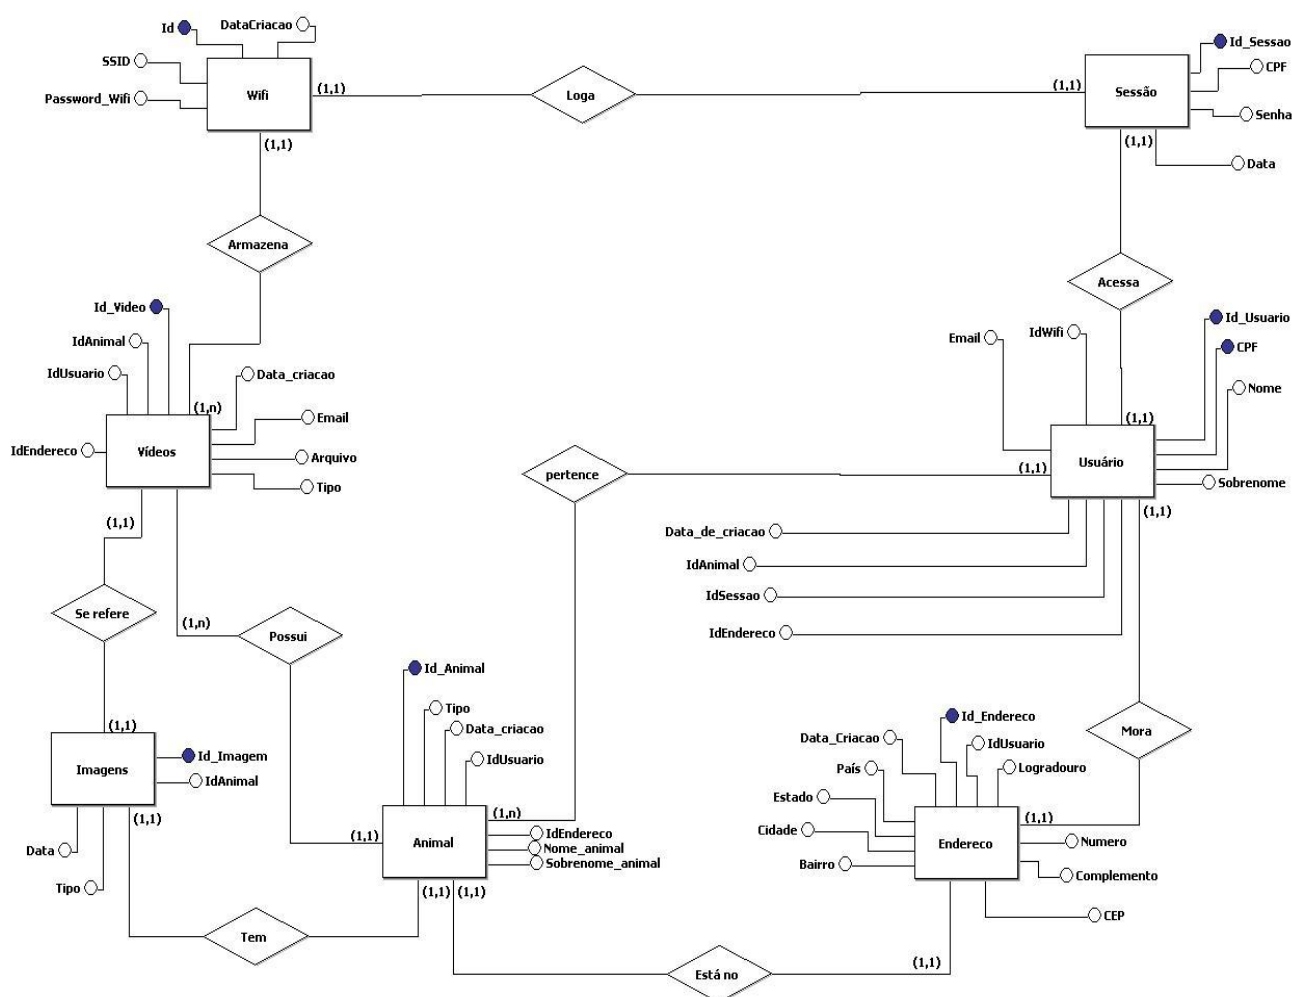 Id
DataCriacao
SSID
Password_Wifi
Wifi
(1,1)
(1,1)
Loga
(1,1)
Sessão
(1,1)
Id_Sessao
CPF
Senha
Data
Armazena
Acessa
Id_Video
IdAnimal
IdUsuario
IdEndereco
(1,n)
Data_criacao
Email
Arquivo
Tipo
Vídeos
(1,1)
Email
IdWifi
Id_Usuario
CPF
Nome
Sobrenome
(1,1)
(1,1)
Usuário
(1,1)
pertence
Data_de_criacao
IdAnimal
IdSessao
IdEndereco
Se refere
(1,n)
Possui
Id_Animal
Tipo
Data_criacao
IdUsuario
(1,1)
Imagens
Id_Imagem
IdAnimal
(1,1)
Data
Tipo
(1,n)
(1,1)
Animal
IdEndereco
Nome_animal
Sobrenome_animal
(1,1)
(1,1)
Mora
Id_Endereco
Data_Criacao
IdUsuario
País
Logradouro
Estado
Cidade
Bairro
(1,1)
Endereco
Numero
Complemento
CEP
Tem
Está no
(1,1)